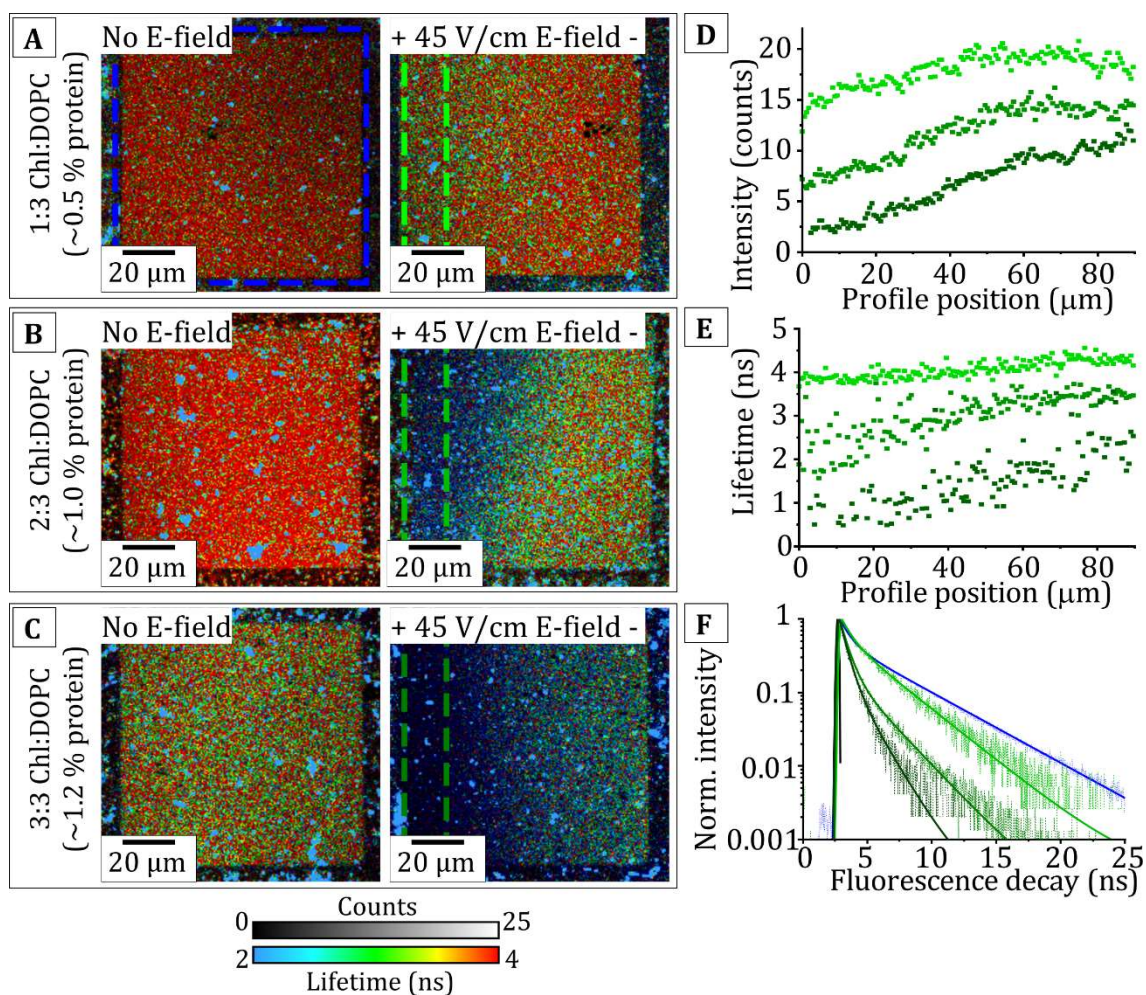 A
No E-field
+ 45 V/cm E-field -
1:3 Chl:DOPC
(~0.5 % protein)
20 µm
20 µm
B
No E-field
+ 45 V/cm E-field -
2:3 Chl:DOPC
(~1.0 % protein)
20 µm
20 µm
C
No E-field
+ 45 V/cm E-field -
3:3 Chl:DOPC
(~1.2 % protein)
20 µm
20 µm
Counts
0
25
2
4
Lifetime (ns)
D
Intensity (counts)
20
15
10
5
0
0 20 40 60 80
Profile position (µm)
E
Lifetime (ns)
5
4
3
2
1
0
0 20 40 60 80
Profile position (µm)
F
Norm. intensity
1
0.1
0.01
0.001
0 5 10 15 20 25
Fluorescence decay (ns)